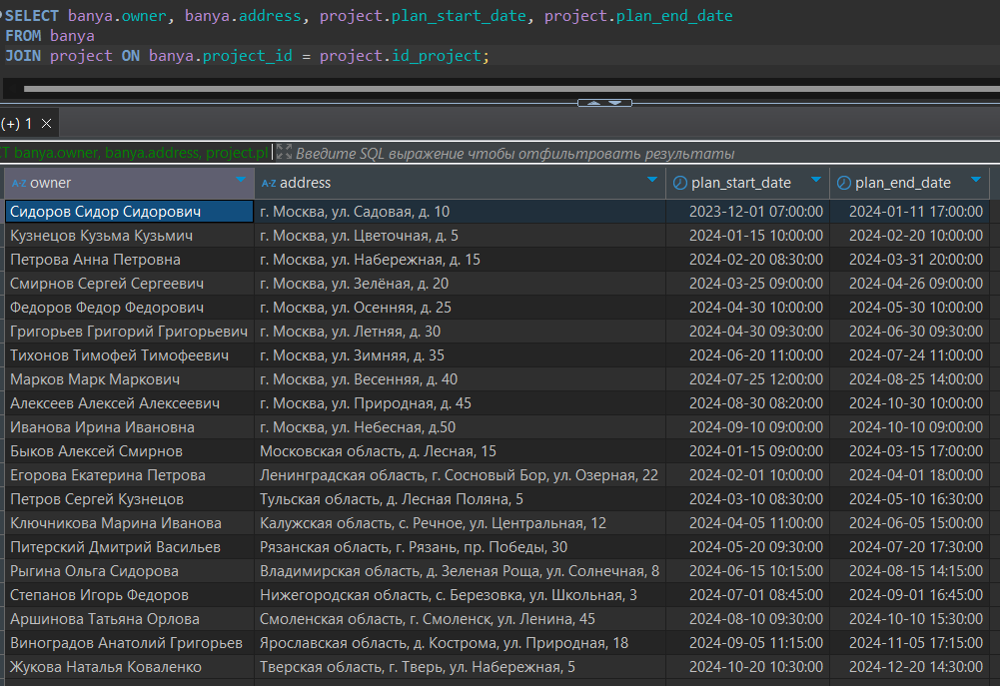 SELECT banya.owner, banya.address, project.plan_start_date, project.plan_end_date
FROM banya
JOIN project ON banya.project_id = project.id_project;
(+) 1
T banya.owner, banya.address, project.pl Введите SQL выражение чтобы отфильтровать результаты
A-Z owner A-Z address plan_start_date plan_end_date
Сидоров Сидор Сидорович г. Москва, ул. Садовая, д. 10 2023-12-01 07:00:00 2024-01-11 17:00:00
Кузнецов Кузьма Кузьмич г. Москва, ул. Цветочная, д. 5 2024-01-15 10:00:00 2024-02-20 10:00:00
Петрова Анна Петровна г. Москва, ул. Набережная, д. 15 2024-02-20 08:30:00 2024-03-31 20:00:00
Смирнов Сергей Сергеевич г. Москва, ул. Зелёная, д. 20 2024-03-25 09:00:00 2024-04-26 09:00:00
Федоров Федор Федорович г. Москва, ул. Осенняя, д. 25 2024-04-30 10:00:00 2024-05-30 10:00:00
Григорьев Григорий Григорьевич г. Москва, ул. Летняя, д. 30 2024-04-30 09:30:00 2024-06-30 09:30:00
Тихонов Тимофей Тимофеевич г. Москва, ул. Зимняя, д. 35 2024-06-20 11:00:00 2024-07-24 11:00:00
Марков Марк Маркович г. Москва, ул. Весенняя, д. 40 2024-07-25 12:00:00 2024-08-25 14:00:00
Алексеев Алексей Алексеевич г. Москва, ул. Природная, д. 45 2024-08-30 08:20:00 2024-10-30 10:00:00
Иванова Ирина Ивановна г. Москва, ул. Небесная, д.50 2024-09-10 09:00:00 2024-10-10 09:00:00
Быков Алексей Смирнов Московская область, д. Лесная, 15 2024-01-15 09:00:00 2024-03-15 17:00:00
Егорова Екатерина Петрова Ленинградская область, г. Сосновый Бор, ул. Озерная, 22 2024-02-01 10:00:00 2024-04-01 18:00:00
Петров Сергей Кузнецов Тульская область, д. Лесная Поляна, 5 2024-03-10 08:30:00 2024-05-10 16:30:00
Ключникова Марина Иванова Калужская область, с. Речное, ул. Центральная, 12 2024-04-05 11:00:00 2024-06-05 15:00:00
Питерский Дмитрий Васильев Рязанская область, г. Рязань, пр. Победы, 30 2024-05-20 09:30:00 2024-07-20 17:30:00
Рыгина Ольга Сидорова Владимирская область, д. Зеленая Роща, ул. Солнечная, 8 2024-06-15 10:15:00 2024-08-15 14:15:00
Степанов Игорь Федоров Нижегородская область, с. Березовка, ул. Школьная, 3 2024-07-01 08:45:00 2024-09-01 16:45:00
Аршинова Татьяна Орлова Смоленская область, г. Смоленск, ул. Ленина, 45 2024-08-10 09:30:00 2024-10-10 15:30:00
Виноградов Анатолий Григорьев Ярославская область, д. Кострома, ул. Природная, 18 2024-09-05 11:15:00 2024-11-05 17:15:00
Жукова Наталья Коваленко Тверская область, г. Тверь, ул. Набережная, 5 2024-10-20 10:30:00 2024-12-20 14:30:00